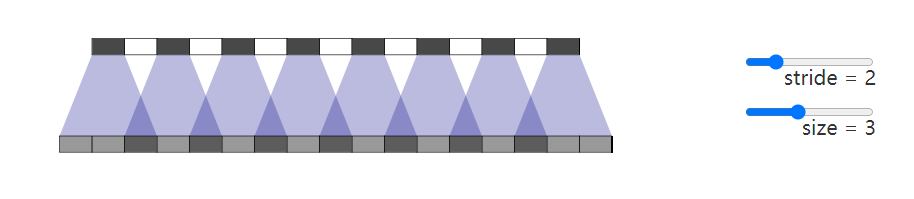 stride = 2
size = 3